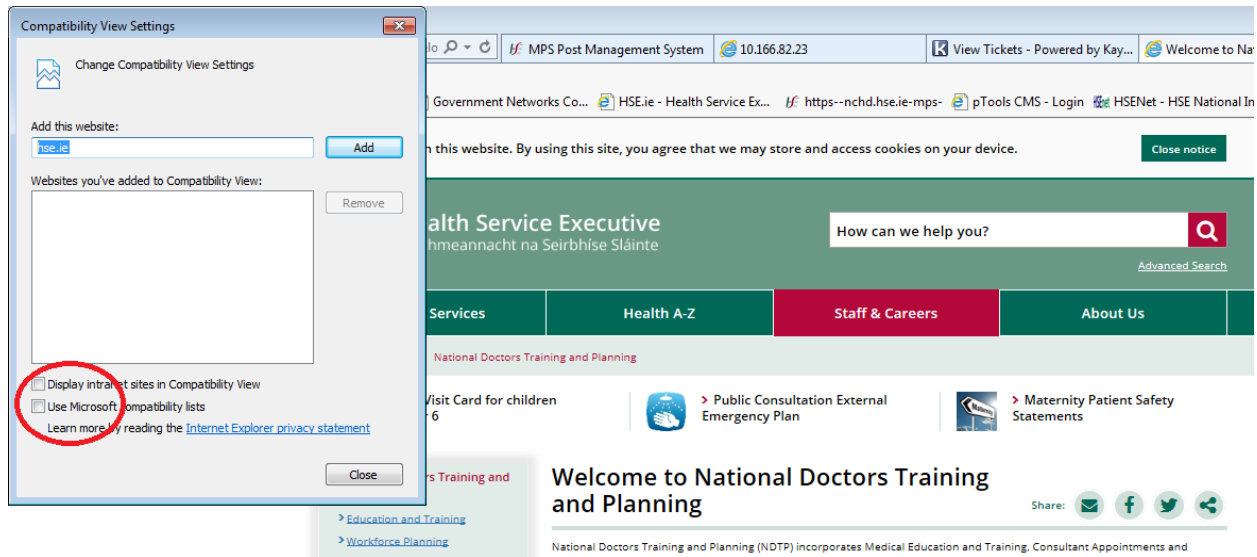 Compatibility View Settings
Change Compatibility View Settings
Add this website:
hse.ie
Add
Websites you've added to Compatibility View:
Remove
Display intranet sites in Compatibility View
Use Microsoft compatibility lists
Learn more by reading the Internet Explorer privacy statement
Close
MPS Post Management System
10.166.82.23
View Tickets - Powered by Kay...
Welcome to Na
Government Networks Co...
HSE.ie - Health Service Ex...
https--nchd.hse.ie-mps-
pTools CMS - Login
HSENet - HSE National In
n this website. By using this site, you agree that we may store and access cookies on your device.
Close notice
alth Service Executive
hmeannacht na Seirbhíse Sláinte
How can we help you?
Advanced Search
Services
Health A-Z
Staff & Careers
About Us
National Doctors Training and Planning
Visit Card for children
6
> Public Consultation External
Emergency Plan
Maternity
> Maternity Patient Safety
Statements
rs Training and
> Education and Training
> Workforce Planning
Welcome to National Doctors Training
and Planning
Share:
National Doctors Training and Planning (NDTP) incorporates Medical Education and Training, Consultant Appointments and